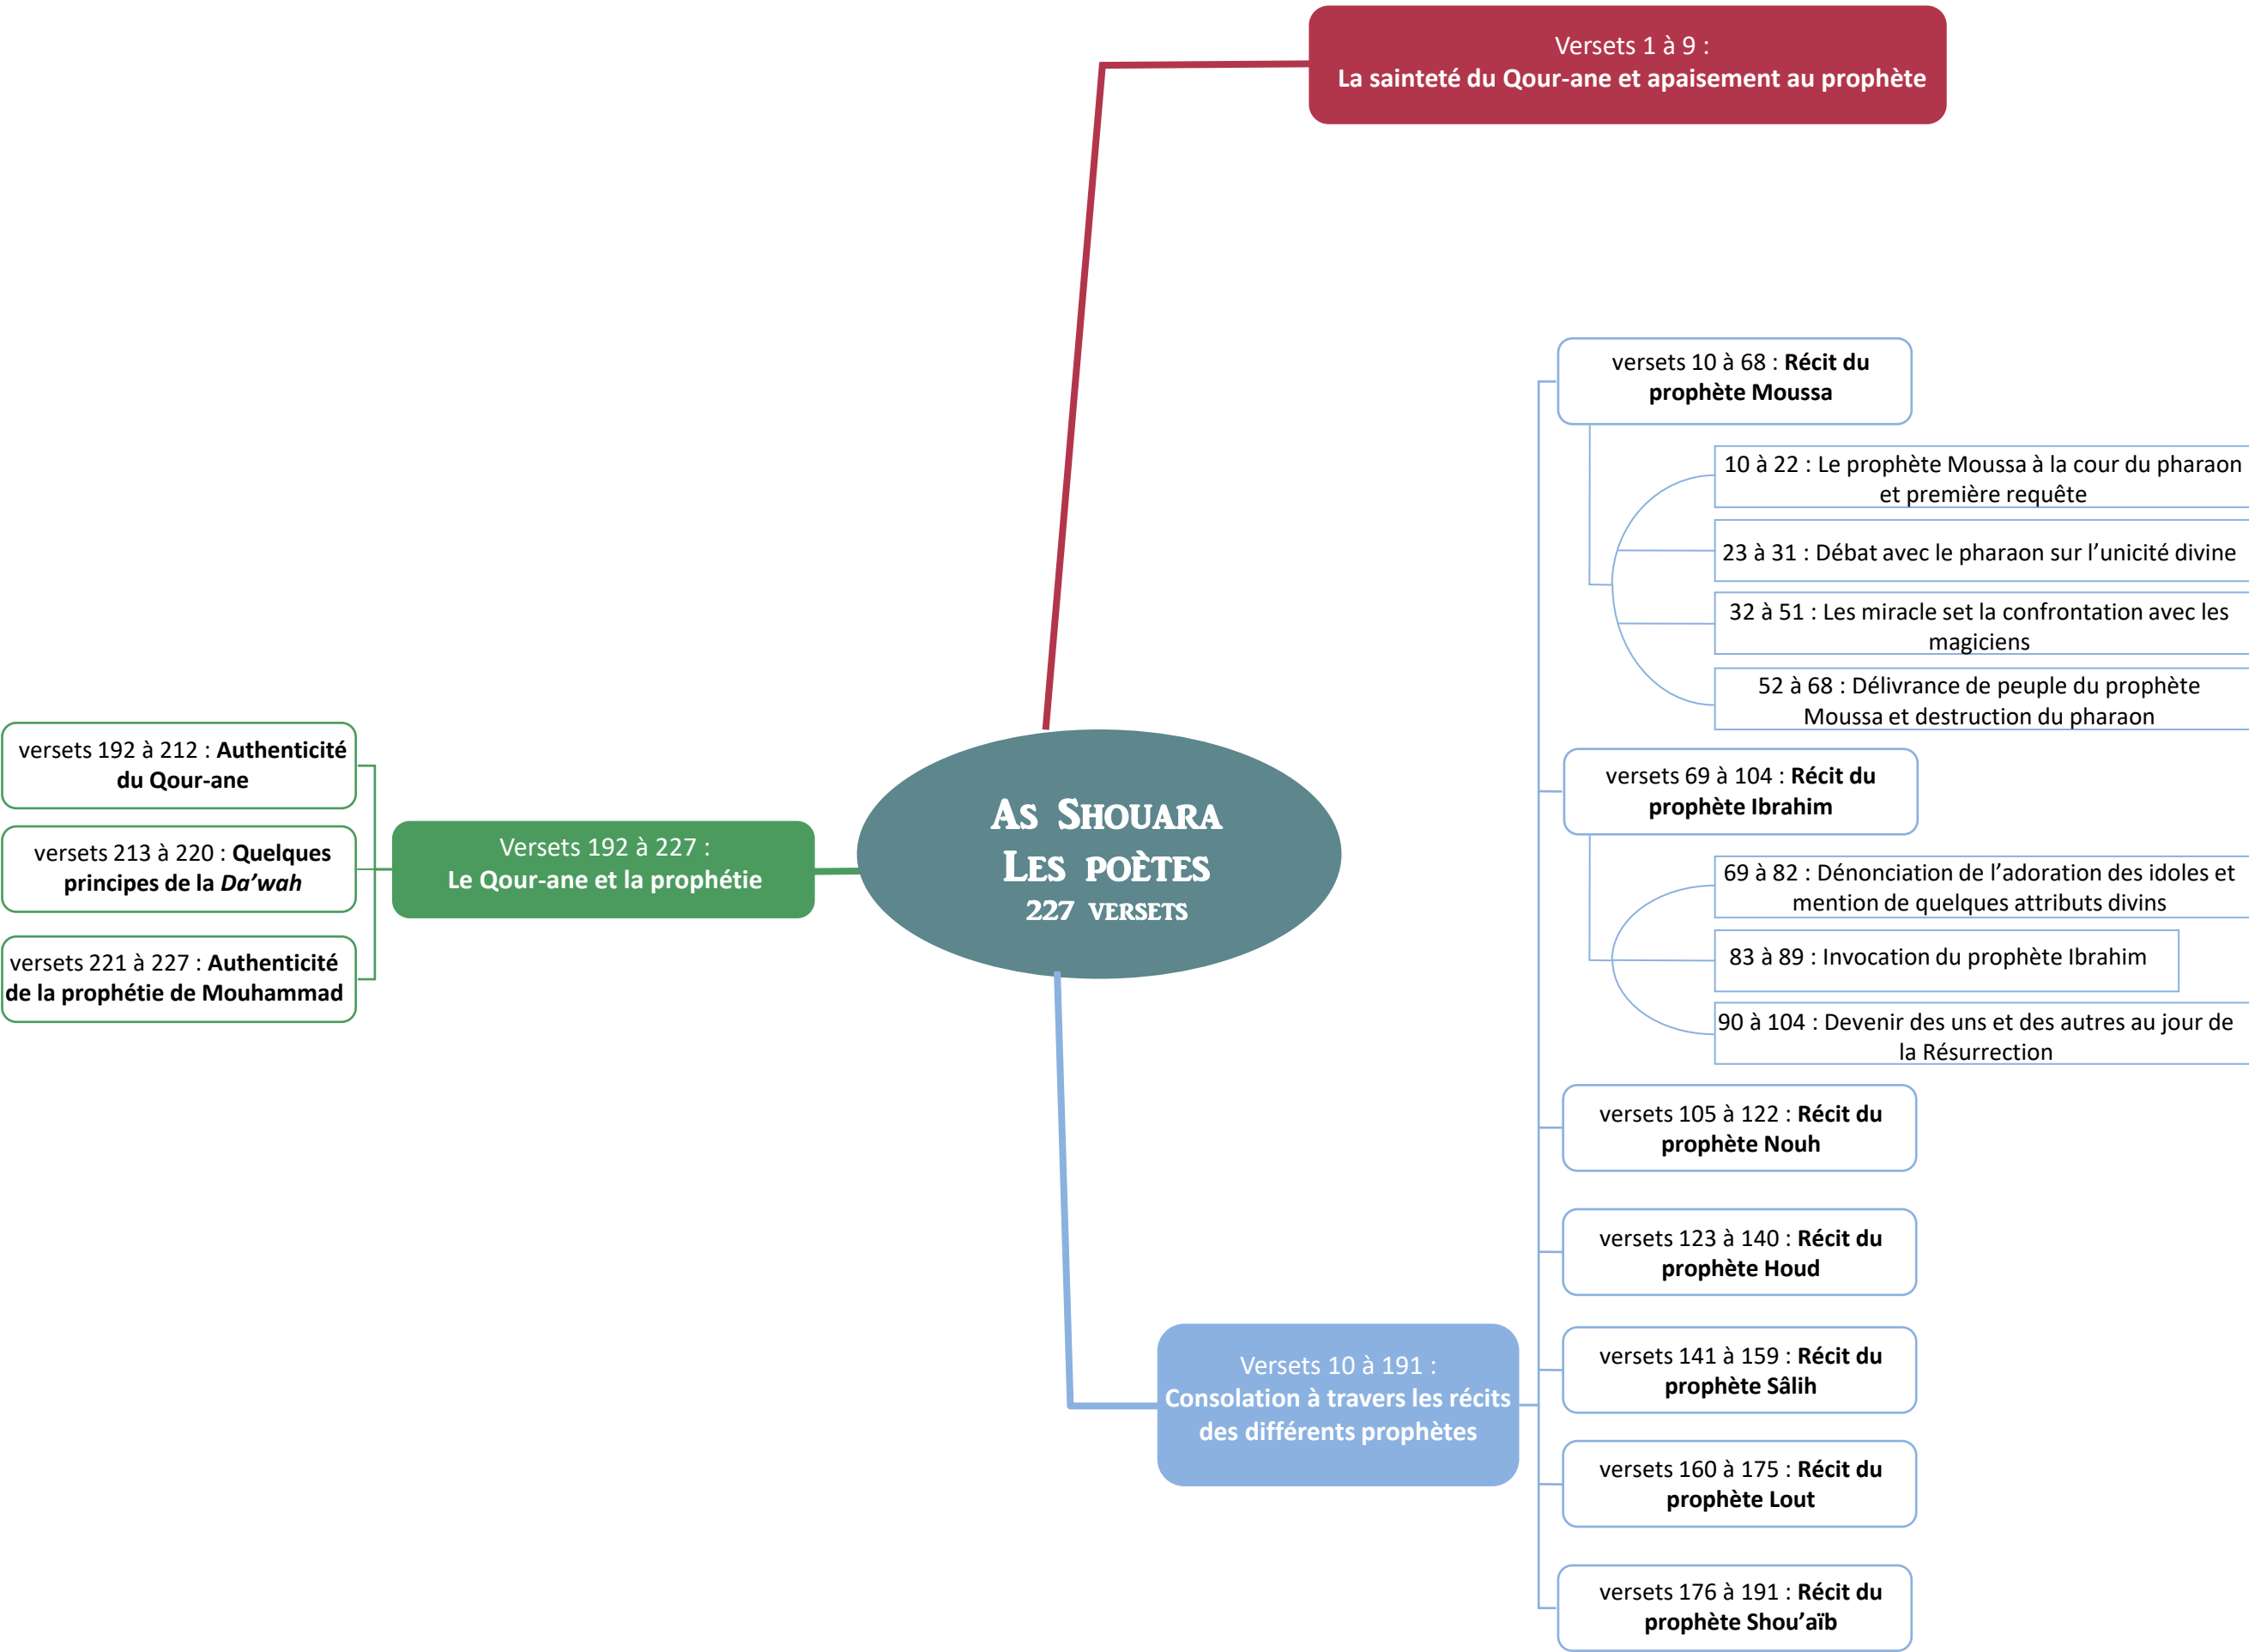 Versets 1 à 9 :
La sainteté du Qour-ane et apaisement au prophète
versets 10 à 68 : Récit du
prophète Moussa
10 à 22 : Le prophète Moussa à la cour du pharaon
et première requête
23 à 31 : Débat avec le pharaon sur l’unicité divine
32 à 51 : Les miracle set la confrontation avec les
magiciens
52 à 68 : Délivrance de peuple du prophète
Moussa et destruction du pharaon
versets 69 à 104 : Récit du
prophète Ibrahim
69 à 82 : Dénonciation de l’adoration des idoles et
mention de quelques attributs divins
83 à 89 : Invocation du prophète Ibrahim
90 à 104 : Devenir des uns et des autres au jour de
la Résurrection
versets 105 à 122 : Récit du
prophète Nouh
versets 123 à 140 : Récit du
prophète Houd
versets 141 à 159 : Récit du
prophète Sâlih
versets 160 à 175 : Récit du
prophète Lout
versets 176 à 191 : Récit du
prophète Shou’aïb
Versets 10 à 191 :
Consolation à travers les récits
des différents prophètes
As Shouara
Les poètes
227 versets
Versets 192 à 227 :
Le Qour-ane et la prophétie
versets 192 à 212 : Authenticité
du Qour-ane
versets 213 à 220 : Quelques
principes de la Da’wah
versets 221 à 227 : Authenticité
de la prophétie de Mouhammad